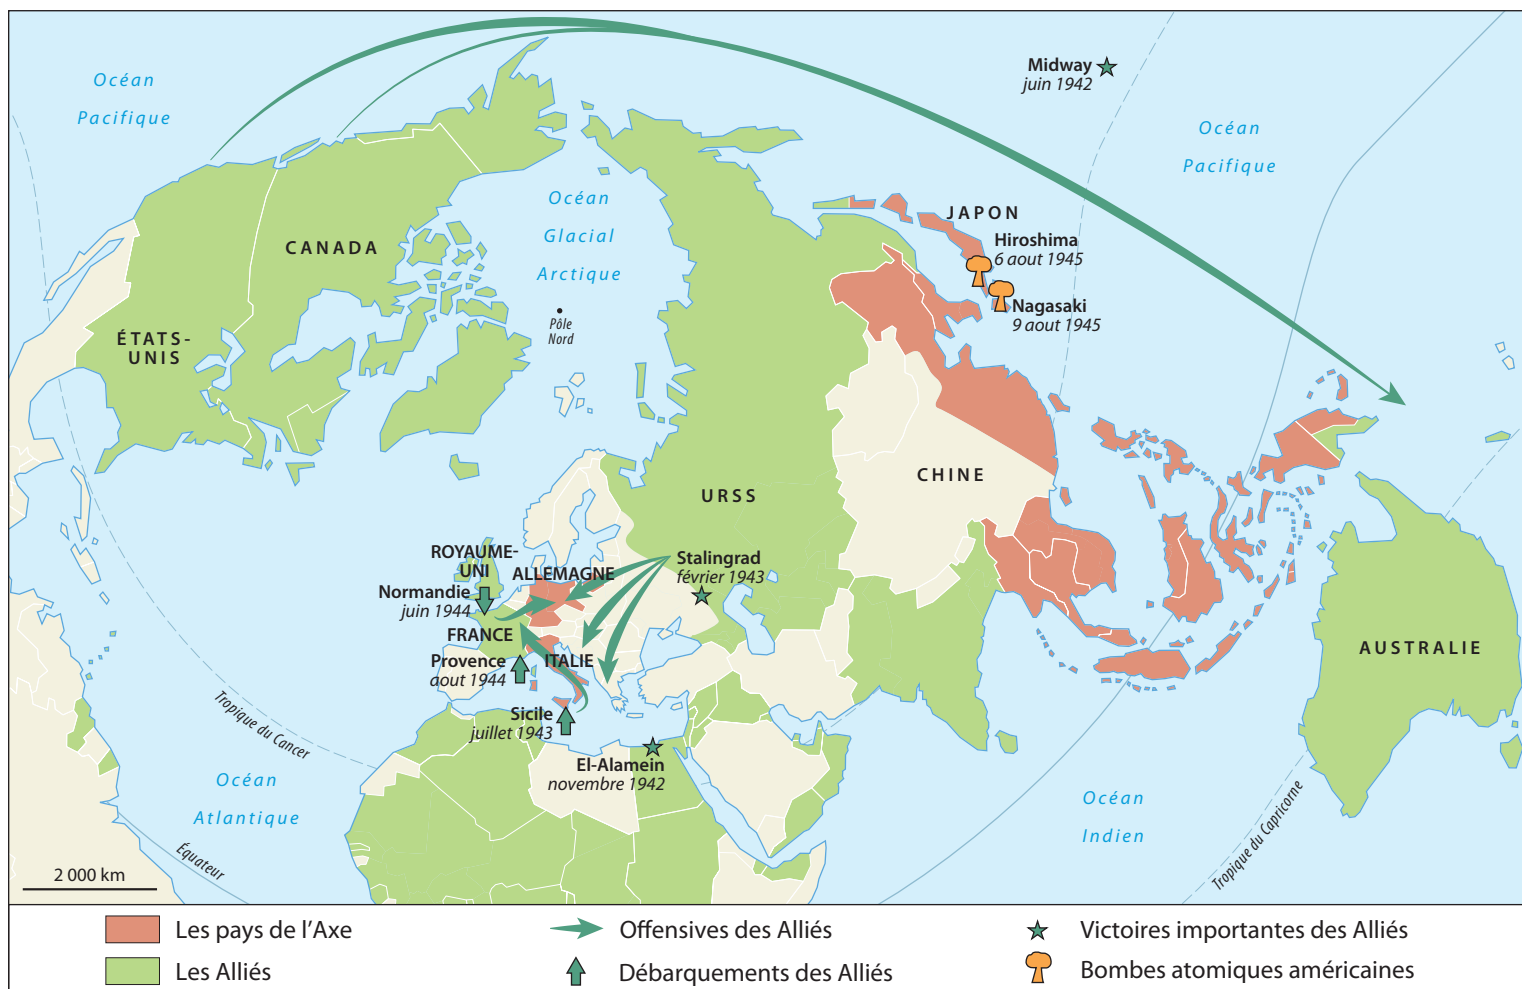 Océan
Pacifique
Midway
juin 1942
Océan
Pacifique
Océan
Glacial
Arctique
Pôle
Nord
CANADA
ÉTATS-
UNIS
JAPON
Hiroshima
6 aout 1945
Nagasaki
9 aout 1945
CHINE
URSS
Stalingrad
février 1943
ROYAUME-
UNI
ALLEMAGNE
Normandie
juin 1944
FRANCE
ITALIE
Provence
aout 1944
Sicile
juillet 1943
El-Alamein
novembre 1942
AUSTRALIE
Tropique du Cancer
Océan
Atlantique
Équateur
Océan
Indien
Tropique du Capricorne
2 000 km
Les pays de l’Axe
Offensives des Alliés
Victoires importantes des Alliés
Les Alliés
Débarquements des Alliés
Bombes atomiques américaines